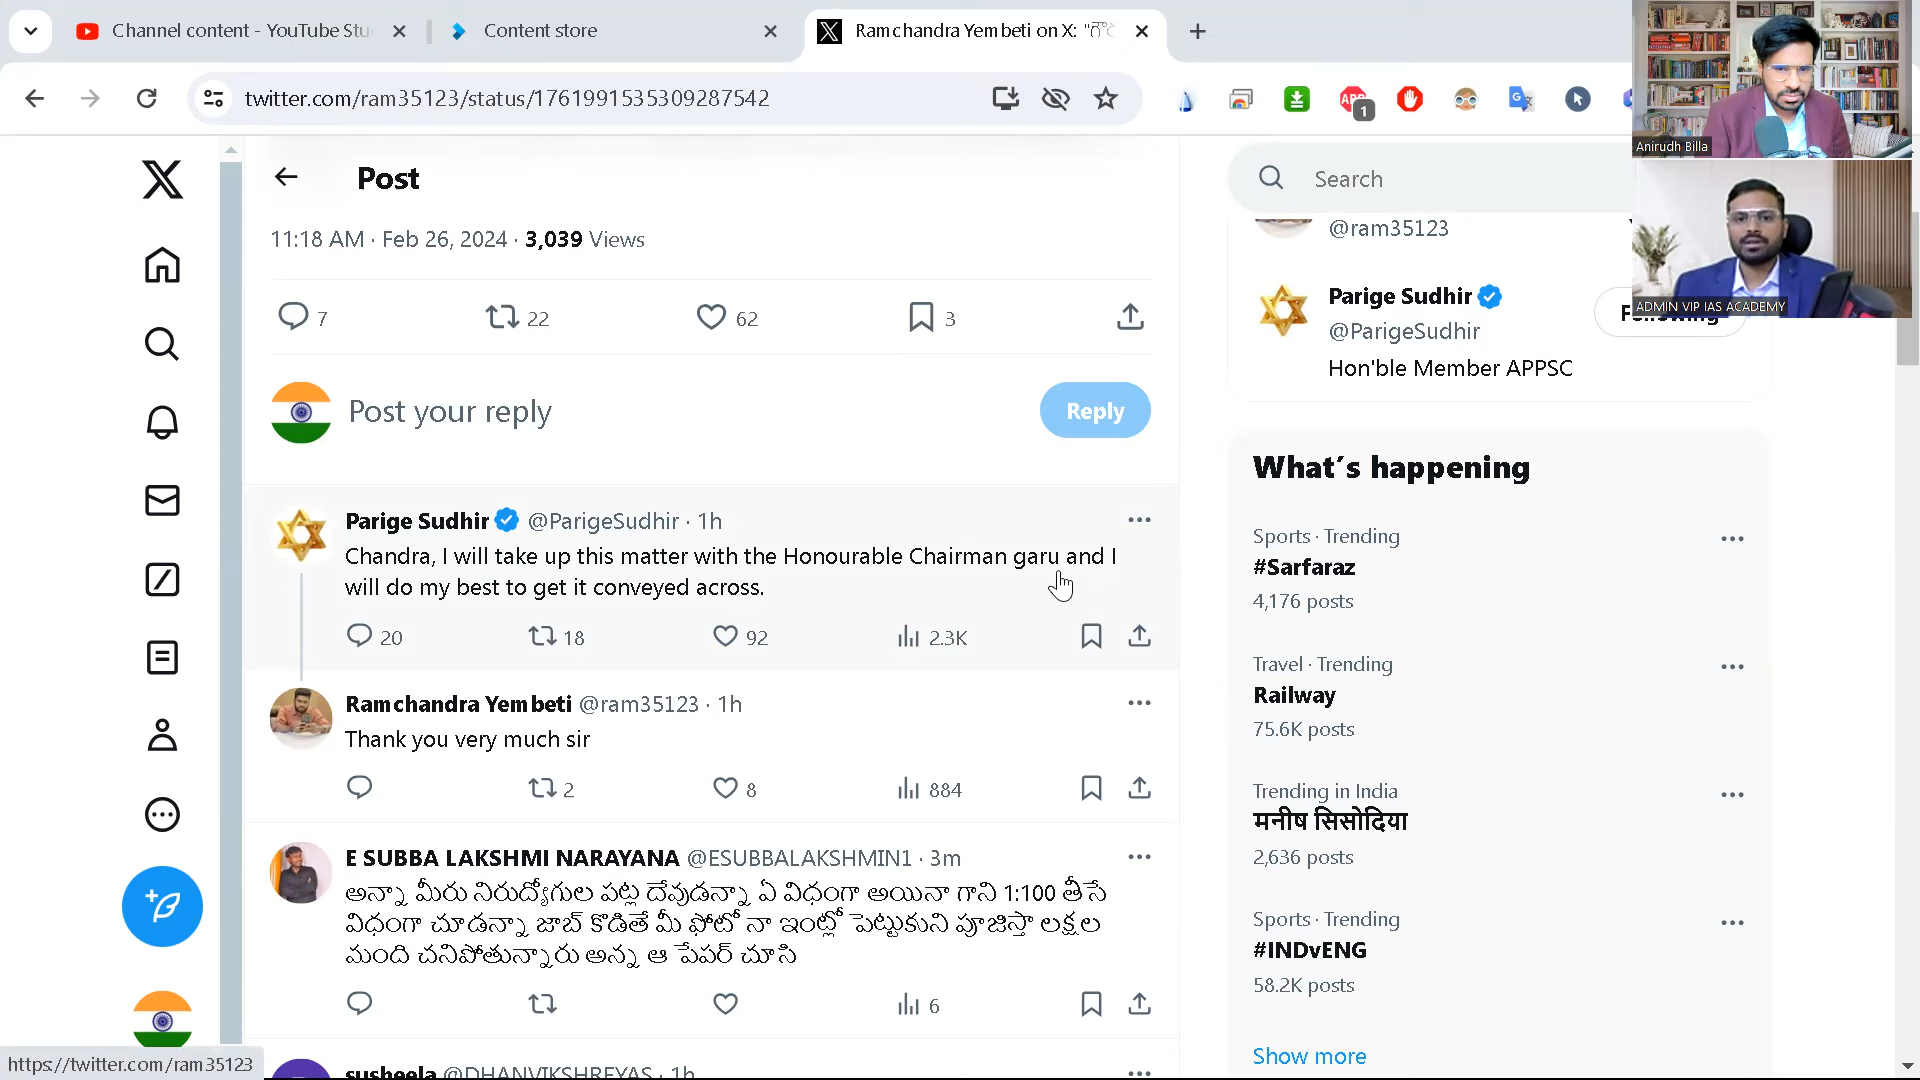 Channel content - YouTube Stu
Content store
Ramchandra Yembeti on X: "
twitter.com/ram35123/status/1761991535309287542
1
Anirudh Billa
ADMIN VIP IAS ACADEMY
Post
11:18 AM · Feb 26, 2024 · 3,039 Views
7
22
62
3
Post your reply
Reply
Parige Sudhir @ParigeSudhir · 1h
Chandra, I will take up this matter with the Honourable Chairman garu and I
will do my best to get it conveyed across.
20
18
92
2.3K
Ramchandra Yembeti @ram35123 · 1h
Thank you very much sir
2
8
884
E SUBBA LAKSHMI NARAYANA @ESUBBALAKSHMIN1 · 3m
అన్నా మీరు నిరుద్యోగుల పట్ల దేవుడన్నా ఏ విధంగా అయినా గాని 1:100 తీసే
విధంగా చూడన్నా జాబ్ కొడితే మీ ఫోటో నా ఇంట్లో పెట్టుకుని పూజిస్తా లక్షల
మంది చనిపోతున్నారు అన్న ఆ పేపర్ చూసి
6
susheela @DHANVIKSHREYAS · 1h
Search
@ram35123
Parige Sudhir
@ParigeSudhir
Following
Hon'ble Member APPSC
What's happening
Sports · Trending
#Sarfaraz
4,176 posts
Travel · Trending
Railway
75.6K posts
Trending in India
मनीष सिसोदिया
2,636 posts
Sports · Trending
#INDvENG
58.2K posts
Show more
https://twitter.com/ram35123